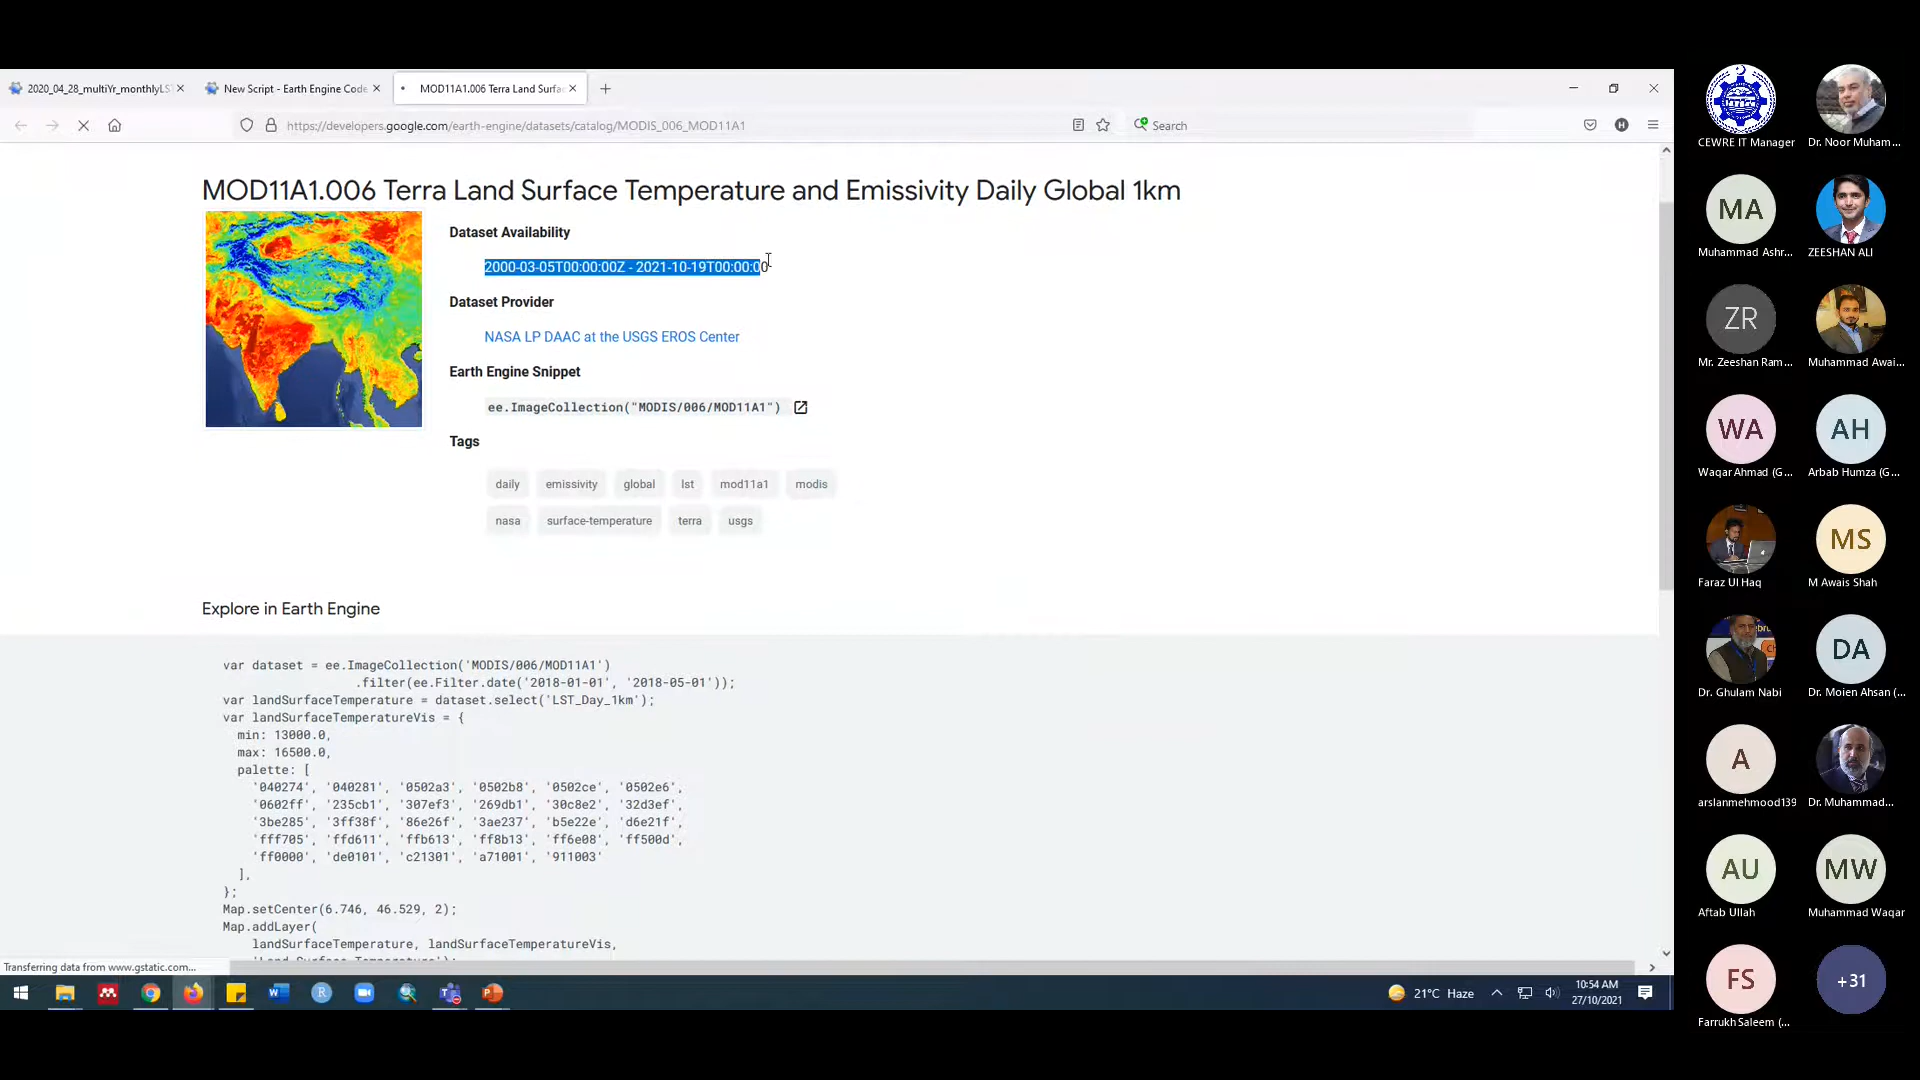 2020_04_28_multiYr_monthlyLS
New Script - Earth Engine Code
MOD11A1.006 Terra Land Surfa
https://developers.google.com/earth-engine/datasets/catalog/MODIS_006_MOD11A1
Search
H
MOD11A1.006 Terra Land Surface Temperature and Emissivity Daily Global 1km
Dataset Availability
2000-03-05T00:00:00Z - 2021-10-19T00:00:00
Dataset Provider
NASA LP DAAC at the USGS EROS Center
Earth Engine Snippet
ee.ImageCollection("MODIS/006/MOD11A1")
Tags
daily emissivity global lst mod11a1 modis
nasa surface-temperature terra usgs
Explore in Earth Engine
var dataset = ee.ImageCollection('MODIS/006/MOD11A1')
.filter(ee.Filter.date('2018-01-01', '2018-05-01'));
var landSurfaceTemperature = dataset.select('LST_Day_1km');
var landSurfaceTemperatureVis = {
min: 13000.0,
max: 16500.0,
palette: [
'040274', '040281', '0502a3', '0502b8', '0502ce', '0502e6',
'0602ff', '235cb1', '307ef3', '269db1', '30c8e2', '32d3ef',
'3be285', '3ff38f', '86e26f', '3ae237', 'b5e22e', 'd6e21f',
'fff705', 'ffd611', 'ffb613', 'ff8b13', 'ff6e08', 'ff500d',
'ff0000', 'de0101', 'c21301', 'a71001', '911003'
],
};
Map.setCenter(6.746, 46.529, 2);
Map.addLayer(
landSurfaceTemperature, landSurfaceTemperatureVis,
'Land Surface Temperature');
Transferring data from www.gstatic.com...
21°C Haze
10:54 AM
27/10/2021
CEWRE IT Manager
Dr. Noor Muham...
MA
Muhammad Ashr...
ZEESHAN ALI
ZR
Mr. Zeeshan Ram...
Muhammad Awai...
WA
Waqar Ahmad (G...
AH
Arbab Humza (G...
Faraz Ul Haq
MS
M Awais Shah
Dr. Ghulam Nabi
DA
Dr. Moien Ahsan (...
A
arslanmehmood139
Dr. Muhammad...
AU
Aftab Ullah
MW
Muhammad Waqar
FS
Farrukh Saleem (...
+31